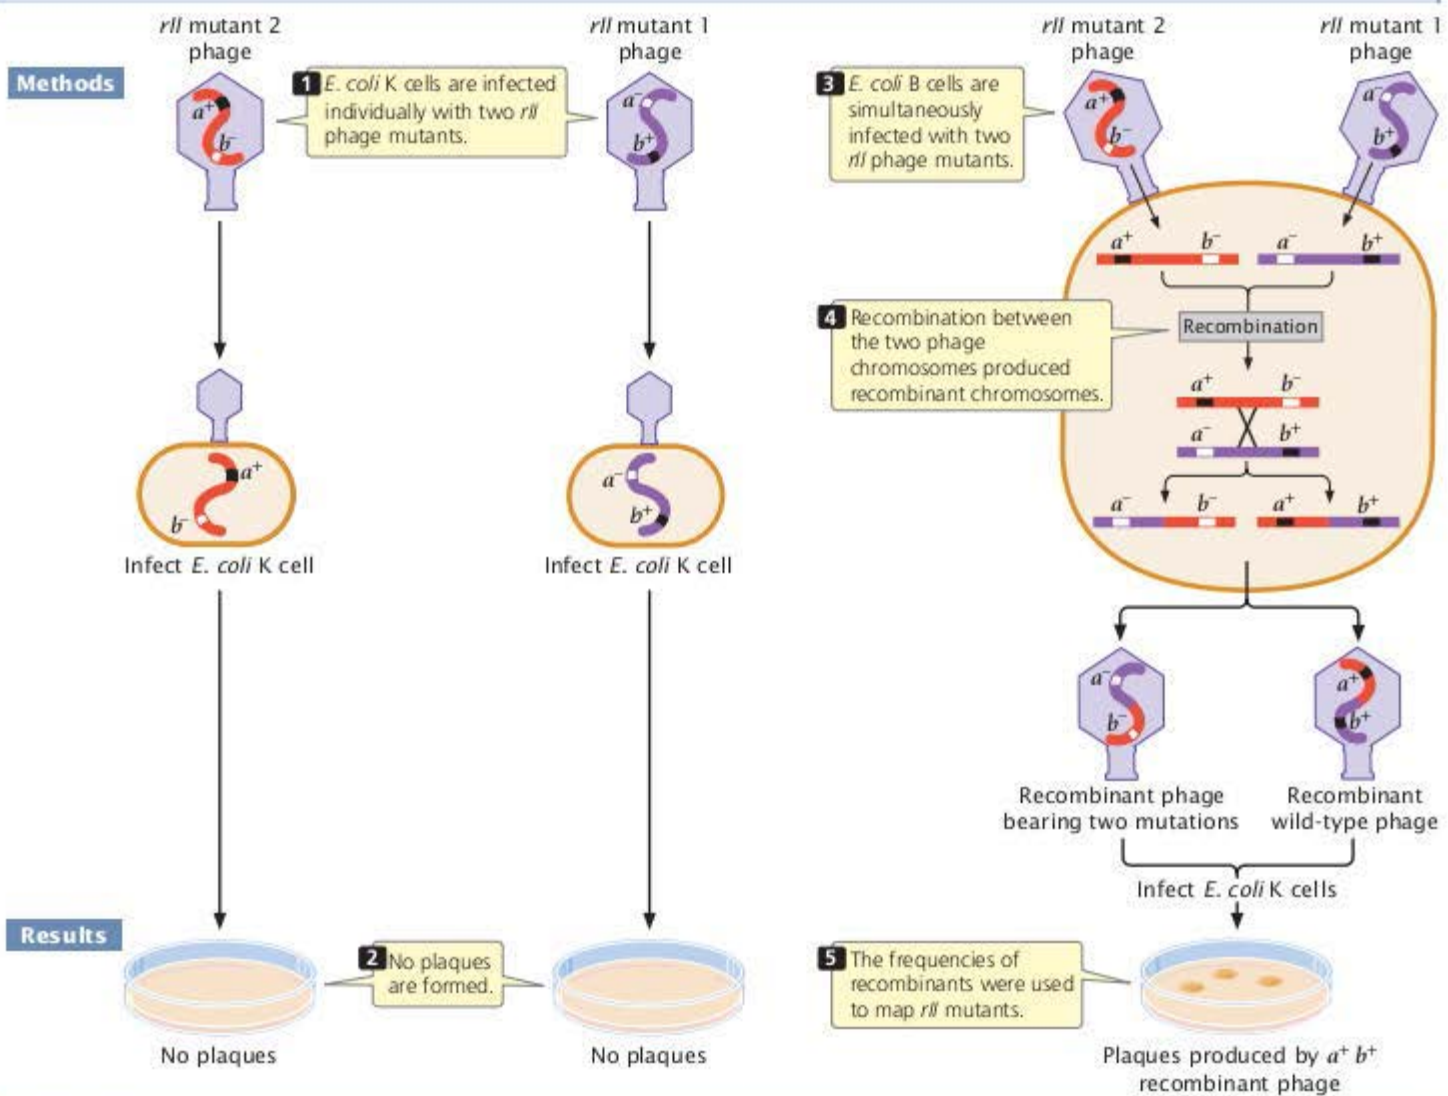 rII mutant 2
phage
rII mutant 1
phage
rII mutant 2
phage
rII mutant 1
phage
Methods
1 E. coli K cells are infected
individually with two rII
phage mutants.
3 E. coli B cells are
simultaneously
infected with two
rII phage mutants.
a⁺
b⁻
a⁻
b⁺
a⁺
b⁻
a⁻
b⁺
a⁺ b⁻ a⁻ b⁺
4 Recombination between
the two phage
chromosomes produced
recombinant chromosomes.
Recombination
a⁺ b⁻
a⁻ b⁺
a⁻ b⁻ a⁺ b⁺
a⁺
b⁻
Infect E. coli K cell
a⁻
b⁺
Infect E. coli K cell
a⁻
b⁻
Recombinant phage
bearing two mutations
a⁺
b⁺
Recombinant
wild-type phage
Infect E. coli K cells
Results
2 No plaques
are formed.
5 The frequencies of
recombinants were used
to map rII mutants.
No plaques
No plaques
Plaques produced by a⁺ b⁺
recombinant phage